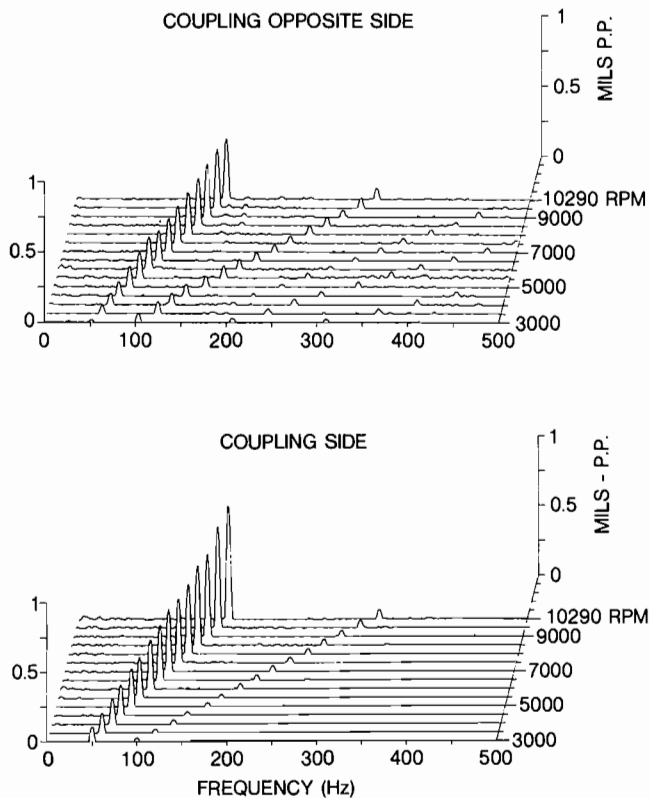 COUPLING OPPOSITE SIDE
1
0.5
0
MILS P.P.
1
0.5
0
10290 RPM
9000
7000
5000
3000
0 100 200 300 400 500
COUPLING SIDE
1
0.5
0
MILS - P.P.
1
0.5
0
10290 RPM
9000
7000
5000
3000
0 100 200 300 400 500
FREQUENCY (Hz)